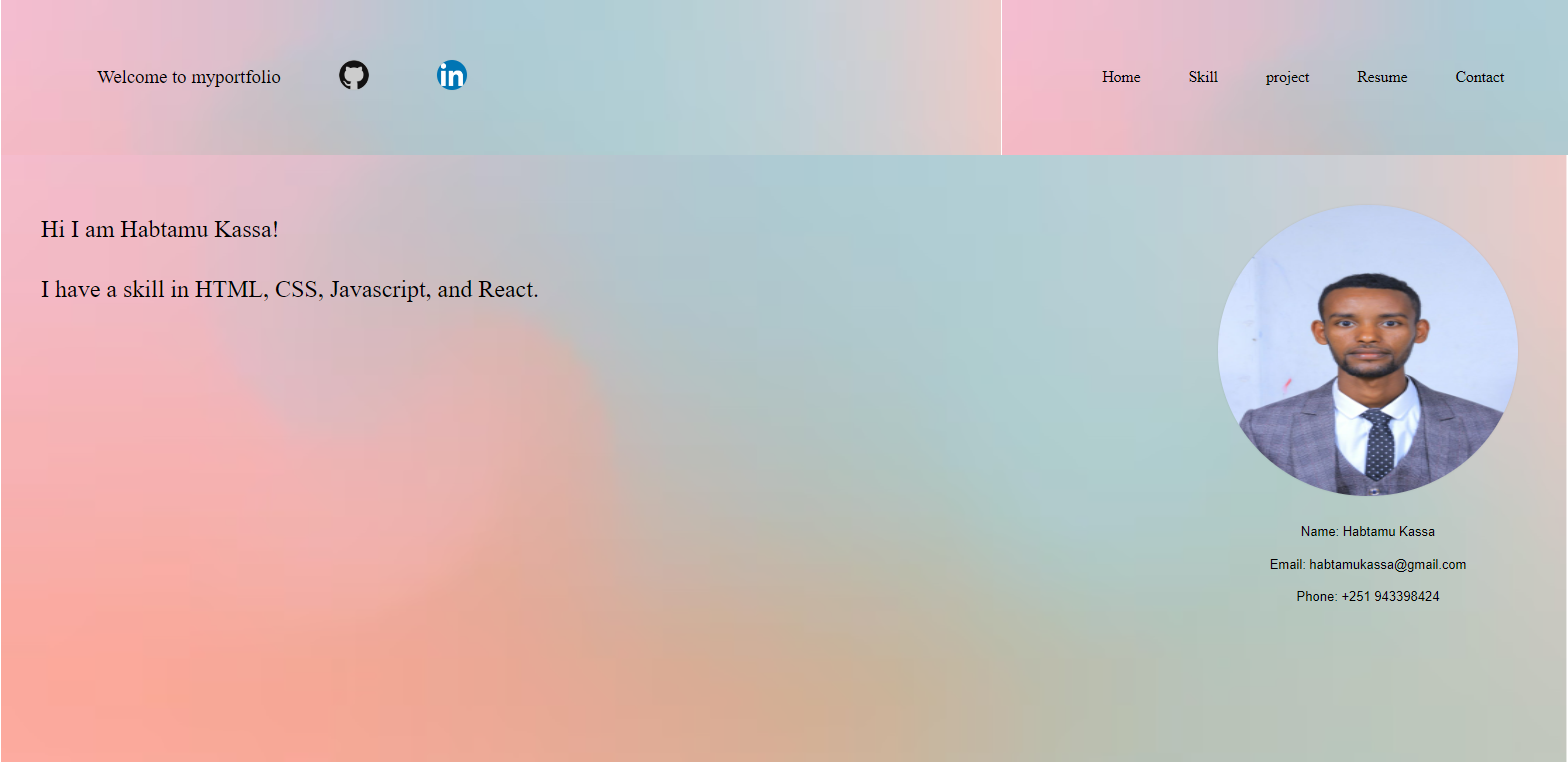 Welcome to myportfolio
in
Home Skill project Resume Contact
Hi I am Habtamu Kassa!
I have a skill in HTML, CSS, Javascript, and React.
Name: Habtamu Kassa
Email: habtamukassa@gmail.com
Phone: +251 943398424